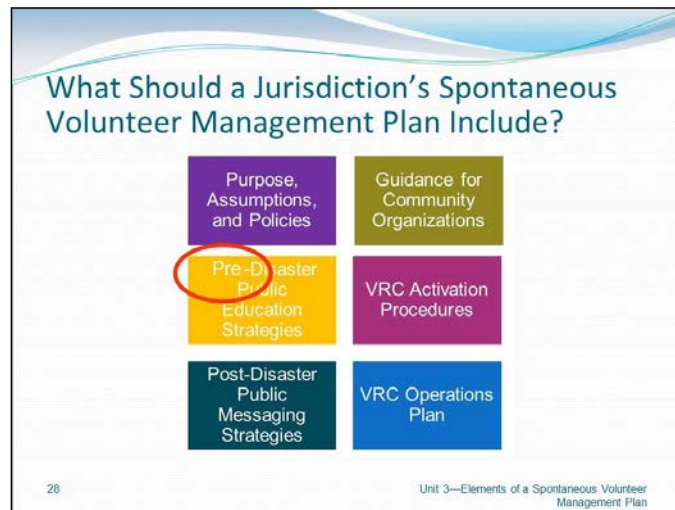 What Should a Jurisdiction's Spontaneous
Volunteer Management Plan Include?
Purpose,
Assumptions,
and Policies
Guidance for
Community
Organizations
Pre-Disaster
Public
Education
Strategies
VRC Activation
Procedures
Post-Disaster
Public
Messaging
Strategies
VRC Operations
Plan
28
Unit 3—Elements of a Spontaneous Volunteer
Management Plan